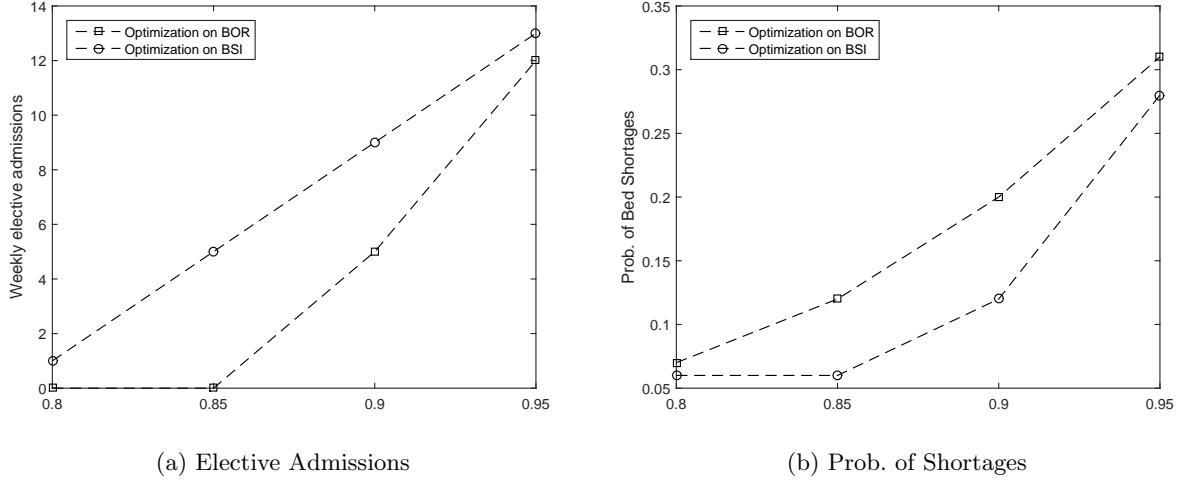 14
12
10
8
6
4
2
0
Weekly elective admissions
Optimization on BOR
Optimization on BSI
0.8 0.85 0.9 0.95
(a) Elective Admissions
0.35
0.3
0.25
0.2
0.15
0.1
0.05
Prob. of Bed Shortages
Optimization on BOR
Optimization on BSI
0.8 0.85 0.9 0.95
(b) Prob. of Shortages